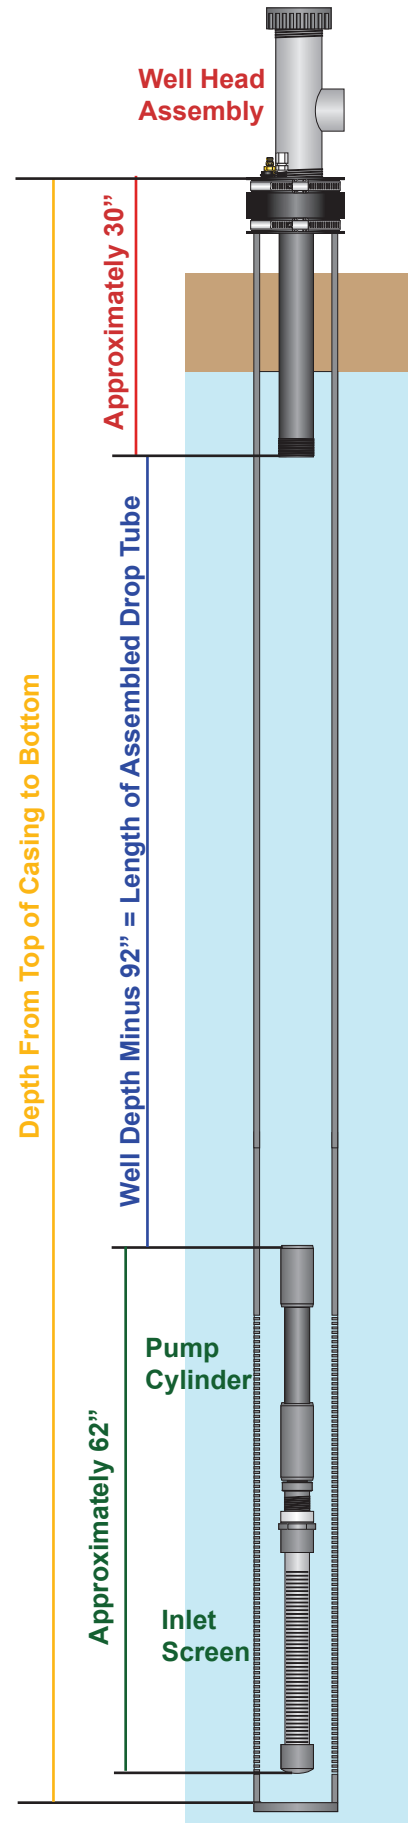 Well Head
Assembly
Approximately 30”
Depth From Top of Casing to Bottom
Well Depth Minus 92” = Length of Assembled Drop Tube
Pump
Cylinder
Approximately 62”
Inlet
Screen